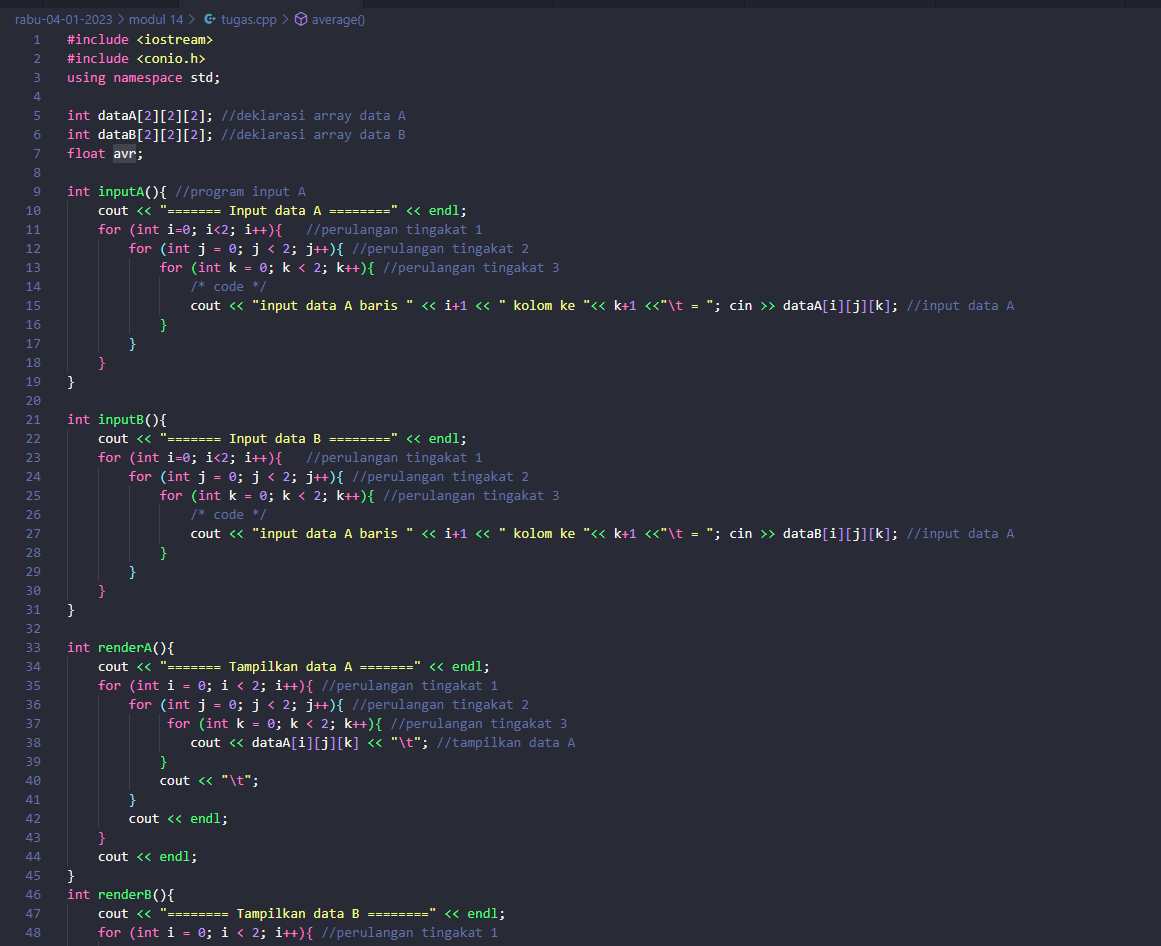 rabu-04-01-2023 > modul 14 > tugas.cpp > average()
1 #include <iostream>
2 #include <conio.h>
3 using namespace std;
4
5 int dataA[2][2][2]; //deklarasi array data A
6 int dataB[2][2][2]; //deklarasi array data B
7 float avr;
8
9 int inputA(){ //program input A
10 cout << "======= Input data A ========" << endl;
11 for (int i=0; i<2; i++){ //perulangan tingakat 1
12 for (int j = 0; j < 2; j++){ //perulangan tingakat 2
13 for (int k = 0; k < 2; k++){ //perulangan tingakat 3
14 /* code */
15 cout << "input data A baris " << i+1 << " kolom ke "<< k+1 <<"\t = "; cin >> dataA[i][j][k]; //input data A
16 }
17 }
18 }
19 }
20
21 int inputB(){
22 cout << "======= Input data B ========" << endl;
23 for (int i=0; i<2; i++){ //perulangan tingakat 1
24 for (int j = 0; j < 2; j++){ //perulangan tingakat 2
25 for (int k = 0; k < 2; k++){ //perulangan tingakat 3
26 /* code */
27 cout << "input data A baris " << i+1 << " kolom ke "<< k+1 <<"\t = "; cin >> dataB[i][j][k]; //input data A
28 }
29 }
30 }
31 }
32
33 int renderA(){
34 cout << "======= Tampilkan data A =======" << endl;
35 for (int i = 0; i < 2; i++){ //perulangan tingakat 1
36 for (int j = 0; j < 2; j++){ //perulangan tingakat 2
37 for (int k = 0; k < 2; k++){ //perulangan tingakat 3
38 cout << dataA[i][j][k] << "\t"; //tampilkan data A
39 }
40 cout << "\t";
41 }
42 cout << endl;
43 }
44 cout << endl;
45 }
46 int renderB(){
47 cout << "======== Tampilkan data B ========" << endl;
48 for (int i = 0; i < 2; i++){ //perulangan tingakat 1